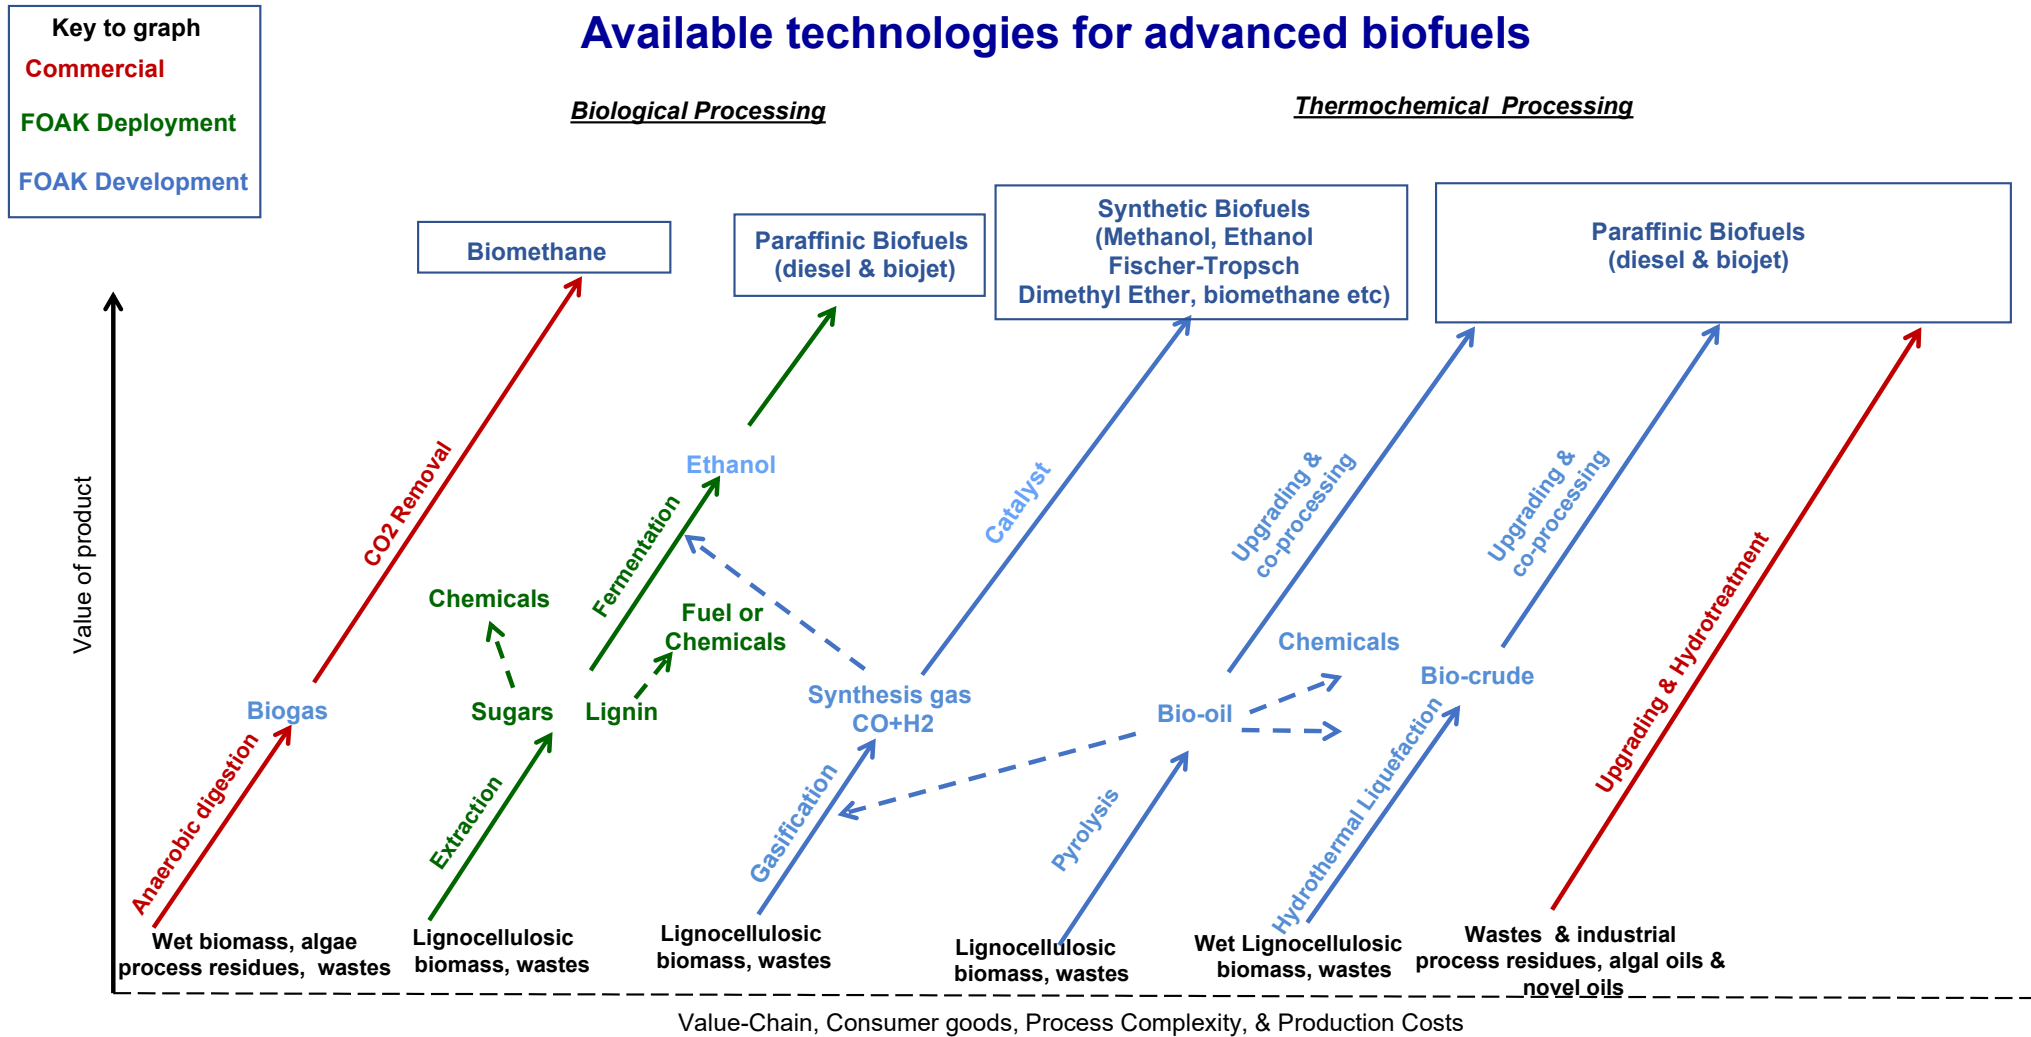 Key to graph
Commercial
FOAK Deployment
FOAK Development
Available technologies for advanced biofuels
Biological Processing
Thermochemical Processing
Biomethane
Paraffinic Biofuels
(diesel & biojet)
Synthetic Biofuels
(Methanol, Ethanol
Fischer-Tropsch
Dimethyl Ether, biomethane etc)
Paraffinic Biofuels
(diesel & biojet)
Value of product
CO2 Removal
Biogas
Anaerobic digestion
Wet biomass, algae
process residues, wastes
Chemicals
Sugars
Lignin
Extraction
Lignocellulosic
biomass, wastes
Ethanol
Fermentation
Fuel or
Chemicals
Catalyst
Synthesis gas
CO+H2
Gasification
Lignocellulosic
biomass, wastes
Upgrading &
co-processing
Bio-oil
Chemicals
Pyrolysis
Lignocellulosic
biomass, wastes
Upgrading &
co-processing
Bio-crude
Hydrothermal Liquefaction
Wet Lignocellulosic
biomass, wastes
Upgrading & Hydrotreatment
Wastes & industrial
process residues, algal oils &
novel oils
Value-Chain, Consumer goods, Process Complexity, & Production Costs